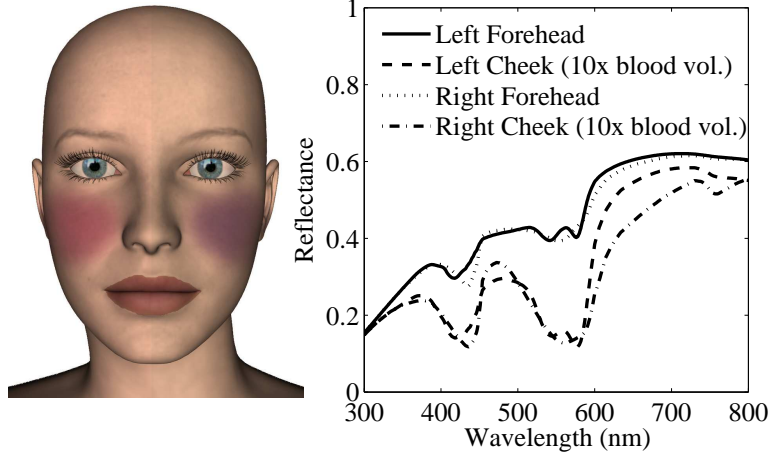 1
0.8
0.6
0.4
0.2
0
Reflectance
Left Forehead
Left Cheek (10x blood vol.)
Right Forehead
Right Cheek (10x blood vol.)
300 400 500 600 700 800
Wavelength (nm)